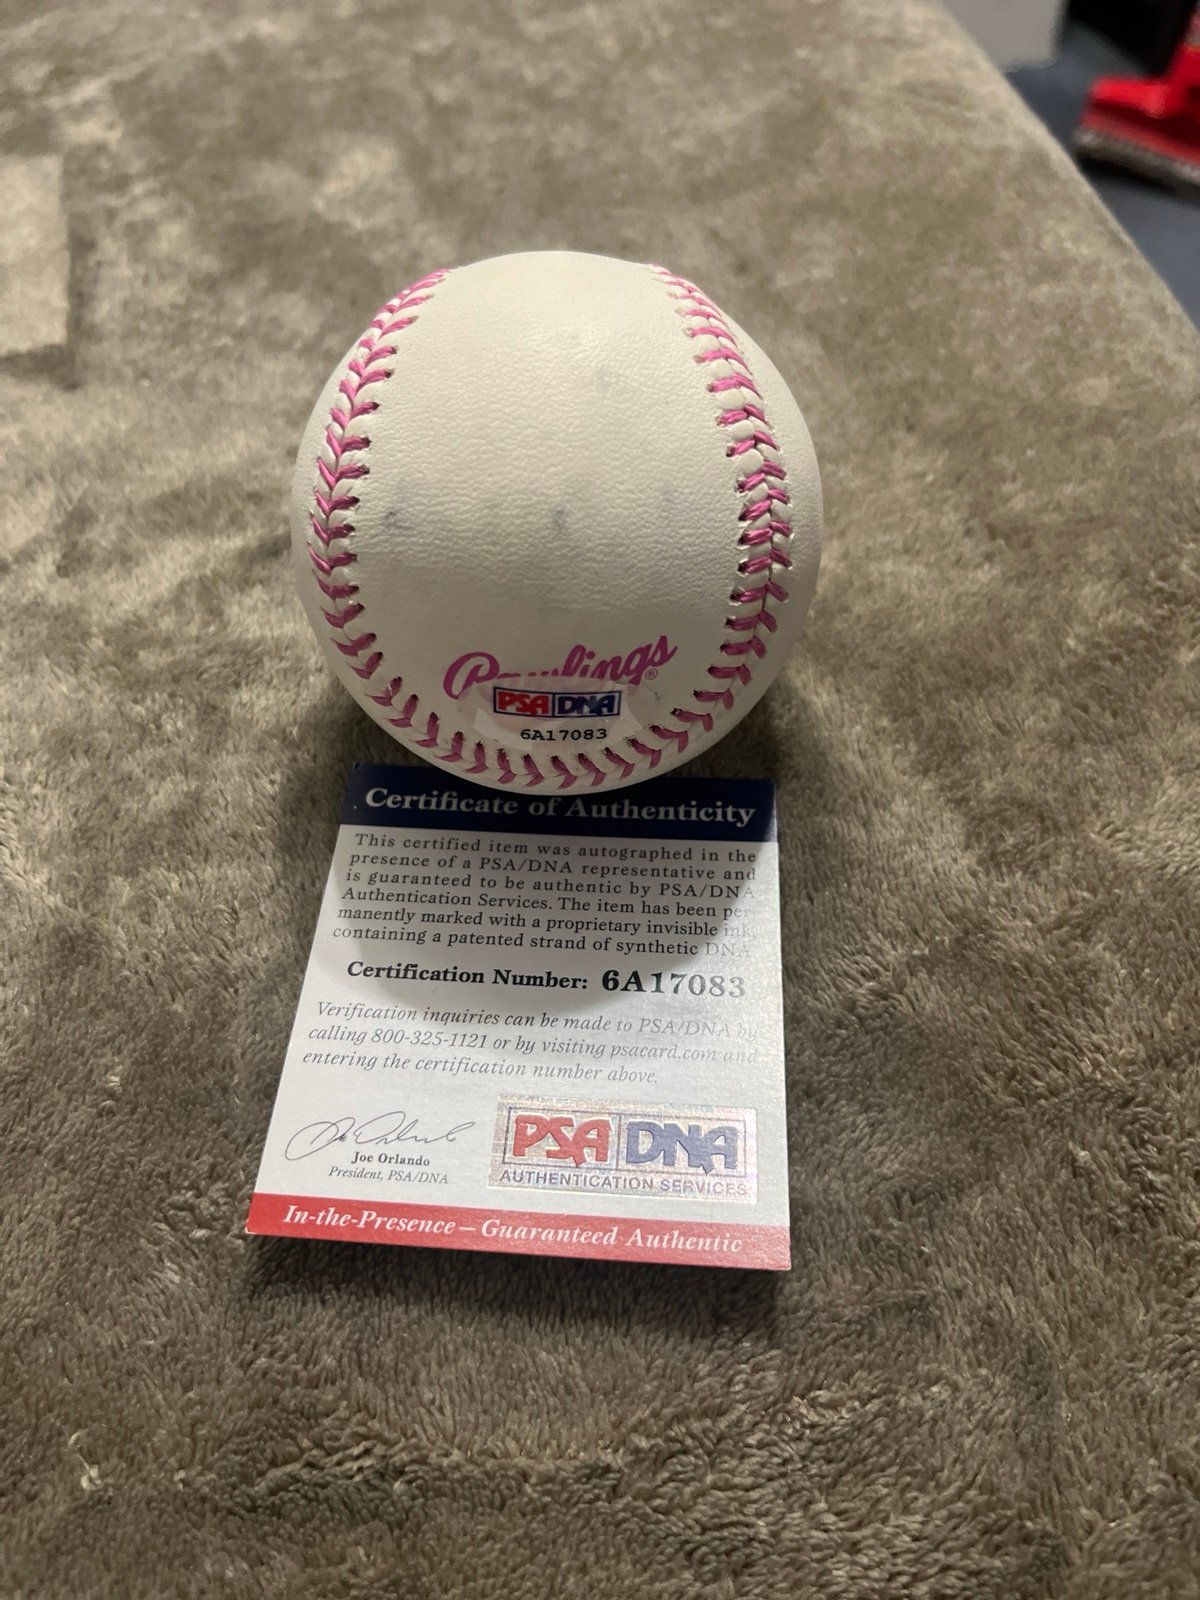 Rawlings®
PSA DNA
6A17083
Certificate of Authenticity
This certified item was autographed in the
presence of a PSA/DNA representative and
is guaranteed to be authentic by PSA/DNA
Authentication Services. The item has been per-
manently marked with a proprietary invisible ink,
containing a patented strand of synthetic DNA.
Certification Number: 6A17083
Verification inquiries can be made to PSA/DNA by
calling 800-325-1121 or by visiting psacard.com and
entering the certification number above.
Joe Orlando
President, PSA/DNA
PSA DNA
AUTHENTICATION SERVICES
In-the-Presence – Guaranteed Authentic